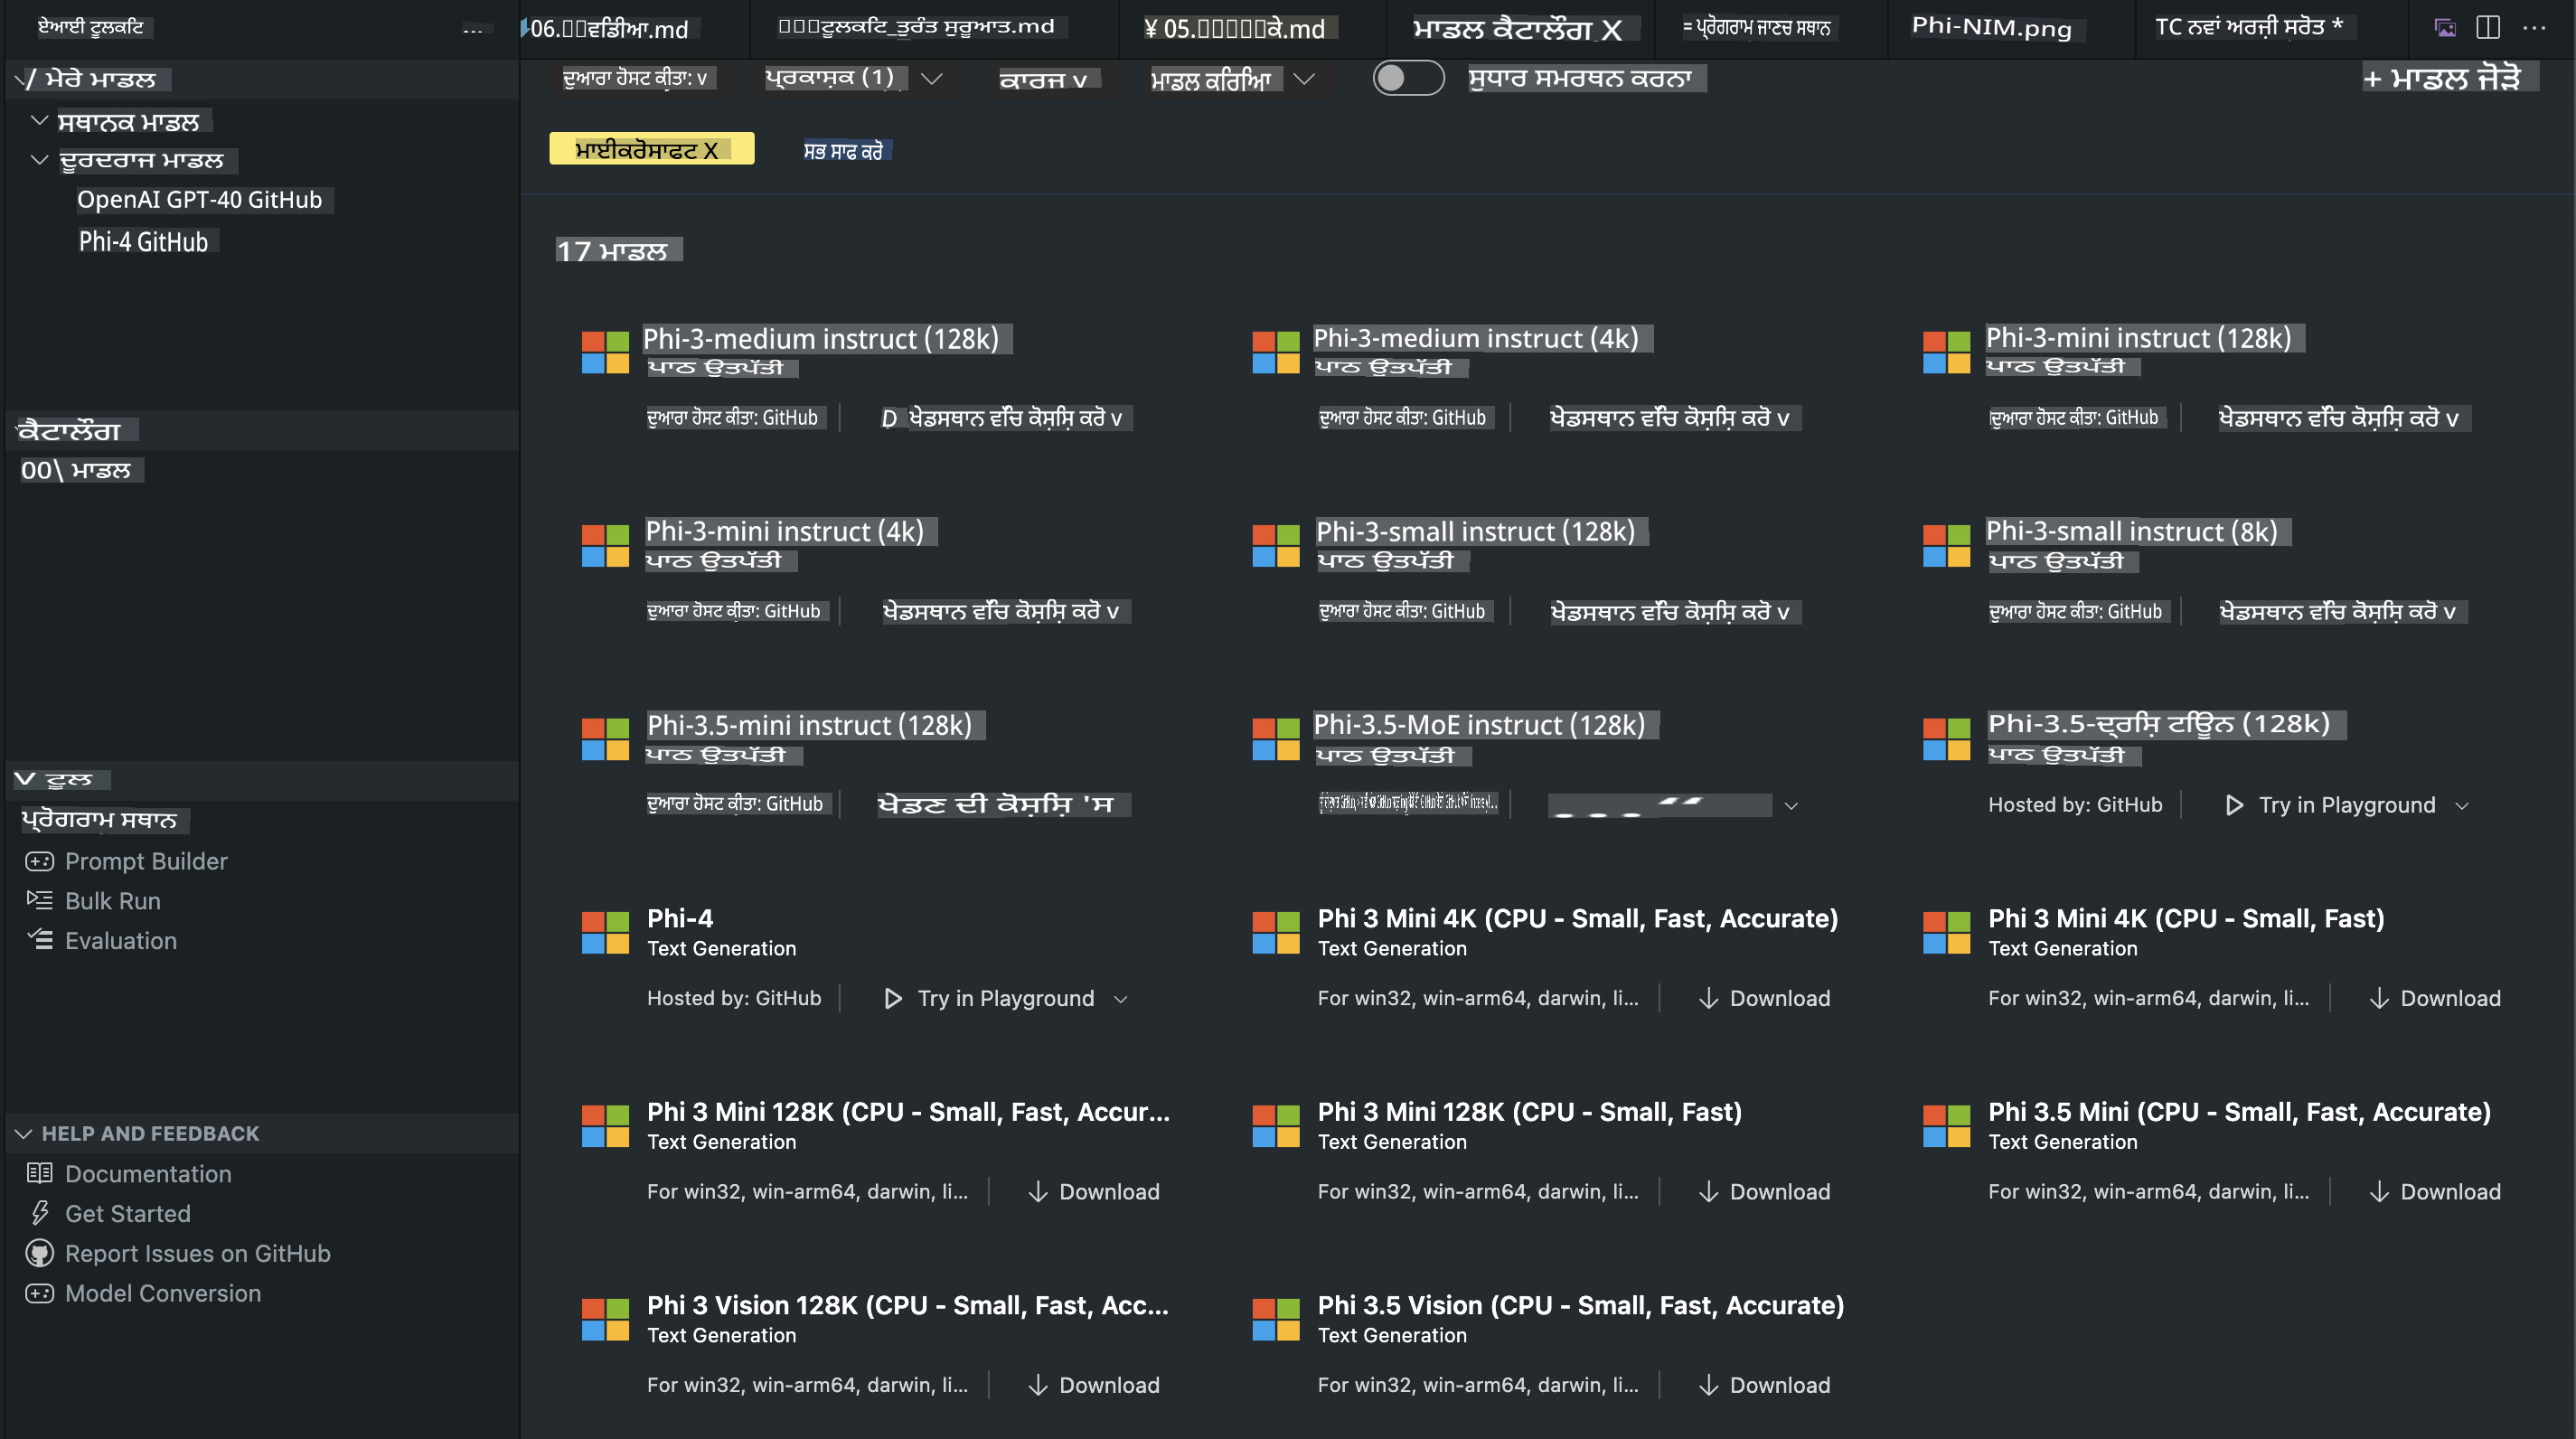 ਏਆਈ ਟੂਲਕਟਿ ...
06.▯▯ਵਡਿੀਆ.md
▯▯▯ਟੂਲਕਟਿ_ਤੁਰੰਤ ਸੁਰੂਆਤ.md
¥ 05.▯▯▯▯▯ਕੇ.md
ਮਾਡਲ ਕੈਟਾਲੌਗ X
= ਪ੍ਰੋਗਰਾਮ ਜਾਣਚ ਸਥਾਨ
Phi-NIM.png
TC ਨਵਾਂ ਅਰਜ਼ੀ ਸਰੋਤ *
/ ਮੇਰੇ ਮਾਡਲ
ਸਥਾਨਕ ਮਾਡਲ
ਦੂਰਦਰਾਜ ਮਾਡਲ
OpenAI GPT-40 GitHub
Phi-4 GitHub
ਕੈਟਾਲੌਗ
00\ ਮਾਡਲ
V ਟੂਲ
ਪ੍ਰੋਗਰਾਮ ਸਥਾਨ
Prompt Builder
Bulk Run
Evaluation
HELP AND FEEDBACK
Documentation
Get Started
Report Issues on GitHub
Model Conversion
ਦੁਆਰਾ ਹੋਸਟ ਕੀਤਾ: v
ਪ੍ਰਕਾਸ਼ਕ (1)
ਕਾਰਜ v
ਮਾਡਲ ਕਿਰਿਆ
ਸੁਧਾਰ ਸਮਰਥਨ ਕਰਨਾ
+ ਮਾਡਲ ਜੋੜੋ
ਮਾਈਕਰੋਸਾਫਟ X
ਸਭ ਸਾਫ ਕਰੋ
17 ਮਾਡਲ
Phi-3-medium instruct (128k)
ਪਾਠ ਉਤਪੱਤੀ
ਦੁਆਰਾ ਹੋਸਟ ਕੀਤਾ: GitHub
D ਖੇਡਸਥਾਨ ਵਿੱਚ ਕੋਸ਼ਿਸ਼ ਕਰੋ v
Phi-3-medium instruct (4k)
ਪਾਠ ਉਤਪੱਤੀ
ਦੁਆਰਾ ਹੋਸਟ ਕੀਤਾ: GitHub
ਖੇਡਸਥਾਨ ਵਿੱਚ ਕੋਸ਼ਿਸ਼ ਕਰੋ v
Phi-3-mini instruct (128k)
ਪਾਠ ਉਤਪੱਤੀ
ਦੁਆਰਾ ਹੋਸਟ ਕੀਤਾ: GitHub
ਖੇਡਸਥਾਨ ਵਿੱਚ ਕੋਸ਼ਿਸ਼ ਕਰੋ v
Phi-3-mini instruct (4k)
ਪਾਠ ਉਤਪੱਤੀ
ਦੁਆਰਾ ਹੋਸਟ ਕੀਤਾ: GitHub
ਖੇਡਸਥਾਨ ਵਿੱਚ ਕੋਸ਼ਿਸ਼ ਕਰੋ v
Phi-3-small instruct (128k)
ਪਾਠ ਉਤਪੱਤੀ
ਦੁਆਰਾ ਹੋਸਟ ਕੀਤਾ: GitHub
ਖੇਡਸਥਾਨ ਵਿੱਚ ਕੋਸ਼ਿਸ਼ ਕਰੋ v
Phi-3-small instruct (8k)
ਪਾਠ ਉਤਪੱਤੀ
ਦੁਆਰਾ ਹੋਸਟ ਕੀਤਾ: GitHub
ਖੇਡਸਥਾਨ ਵਿੱਚ ਕੋਸ਼ਿਸ਼ ਕਰੋ v
Phi-3.5-mini instruct (128k)
ਪਾਠ ਉਤਪੱਤੀ
ਦੁਆਰਾ ਹੋਸਟ ਕੀਤਾ: GitHub
ਖੇਡਣ ਦੀ ਕੋਸ਼ਿਸ਼ 'ਸ
Phi-3.5-MoE instruct (128k)
ਪਾਠ ਉਤਪੱਤੀ
Phi-3.5-ਦ੍ਰਿਸ਼ ਟਊਿਨ (128k)
ਪਾਠ ਉਤਪੱਤੀ
Hosted by: GitHub
Try in Playground
Phi-4
Text Generation
Hosted by: GitHub
Try in Playground
Phi 3 Mini 4K (CPU - Small, Fast, Accurate)
Text Generation
For win32, win-arm64, darwin, li...
Download
Phi 3 Mini 4K (CPU - Small, Fast)
Text Generation
For win32, win-arm64, darwin, li...
Download
Phi 3 Mini 128K (CPU - Small, Fast, Accur...
Text Generation
For win32, win-arm64, darwin, li...
Download
Phi 3 Mini 128K (CPU - Small, Fast)
Text Generation
For win32, win-arm64, darwin, li...
Download
Phi 3.5 Mini (CPU - Small, Fast, Accurate)
Text Generation
For win32, win-arm64, darwin, li...
Download
Phi 3 Vision 128K (CPU - Small, Fast, Acc...
Text Generation
For win32, win-arm64, darwin, li...
Download
Phi 3.5 Vision (CPU - Small, Fast, Accurate)
Text Generation
For win32, win-arm64, darwin, li...
Download